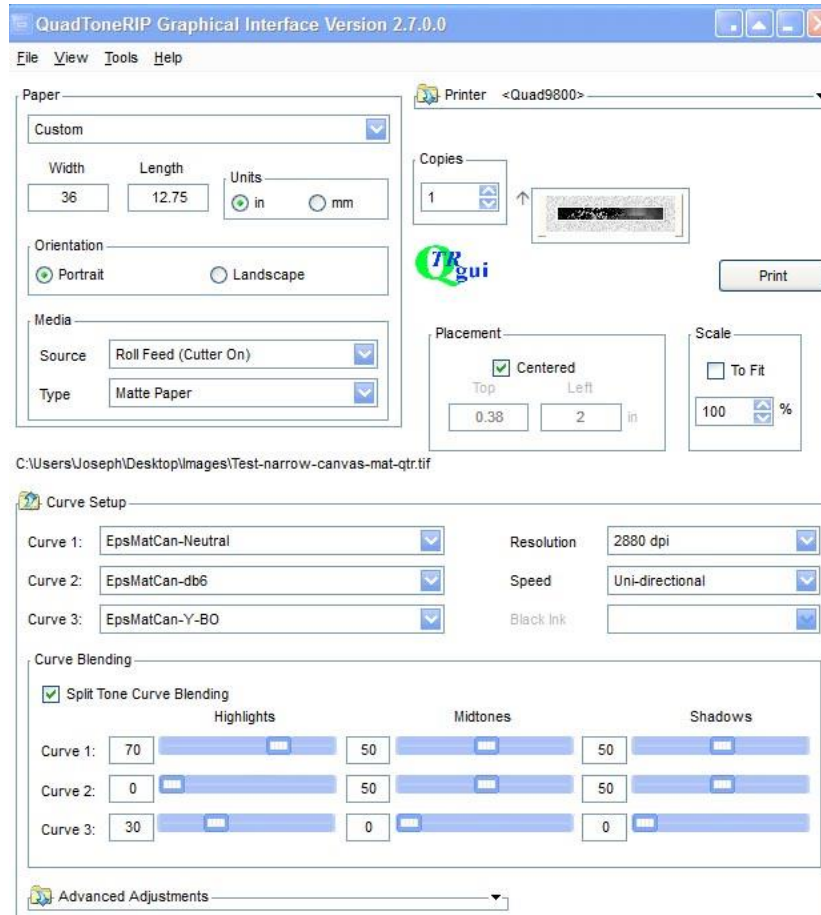 QuadToneRIP Graphical Interface Version 2.7.0.0
File View Tools Help
Paper
Custom
Width Length
36 12.75
Units
in mm
Orientation
Portrait Landscape
Media
Source Roll Feed (Cutter On)
Type Matte Paper
Printer <Quad9800>
Copies
1
QTR gui
Print
Placement
Centered
Top Left
0.38 2 in
Scale
To Fit
100 %
C:\Users\Joseph\Desktop\Images\Test-narrow-canvas-mat-qtr.tif
Curve Setup
Curve 1: EpsMatCan-Neutral Resolution 2880 dpi
Curve 2: EpsMatCan-db6 Speed Uni-directional
Curve 3: EpsMatCan-Y-BO Black Ink
Curve Blending
Split Tone Curve Blending
Highlights Midtones Shadows
Curve 1: 70 50 50
Curve 2: 0 50 50
Curve 3: 30 0 0
Advanced Adjustments